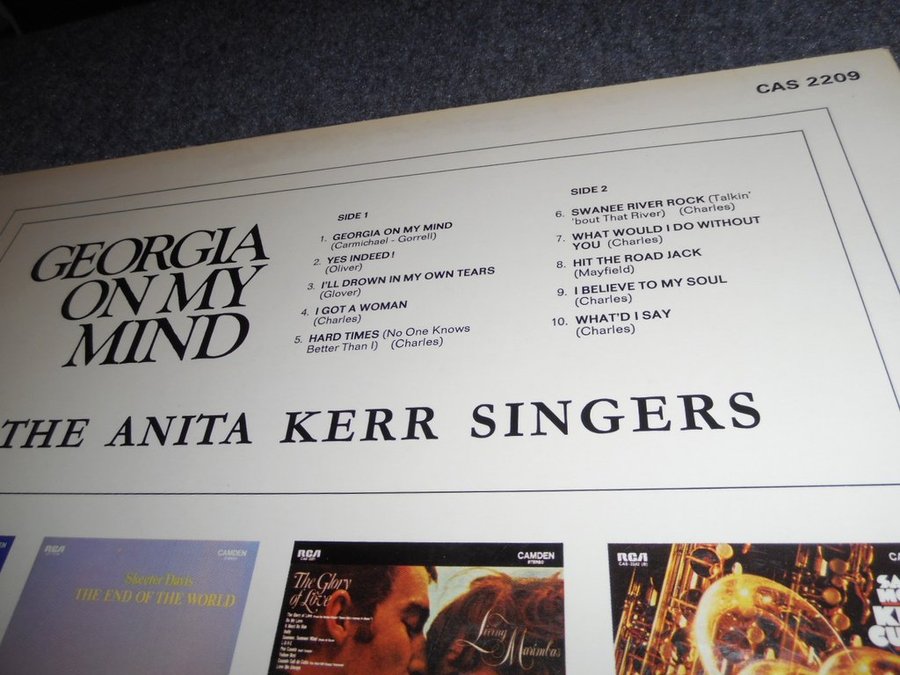 CAS 2209
GEORGIA
ON MY
MIND
SIDE 1
1. GEORGIA ON MY MIND
(Carmichael - Gorrell)
2. YES INDEED!
(Oliver)
3. I'LL DROWN IN MY OWN TEARS
(Glover)
4. I GOT A WOMAN
(Charles)
5. HARD TIMES (No One Knows
Better Than I) (Charles)
SIDE 2
6. SWANEE RIVER ROCK (Talkin'
'bout That River) (Charles)
7. WHAT WOULD I DO WITHOUT
YOU (Charles)
8. HIT THE ROAD JACK
(Mayfield)
9. I BELIEVE TO MY SOUL
(Charles)
10. WHAT'D I SAY
(Charles)
THE ANITA KERR SINGERS
RCA CAMDEN
Skeeter Davis
THE END OF THE WORLD
RCA CAMDEN
STEREO
The Glory
of Love
Living
Marimbas
RCA